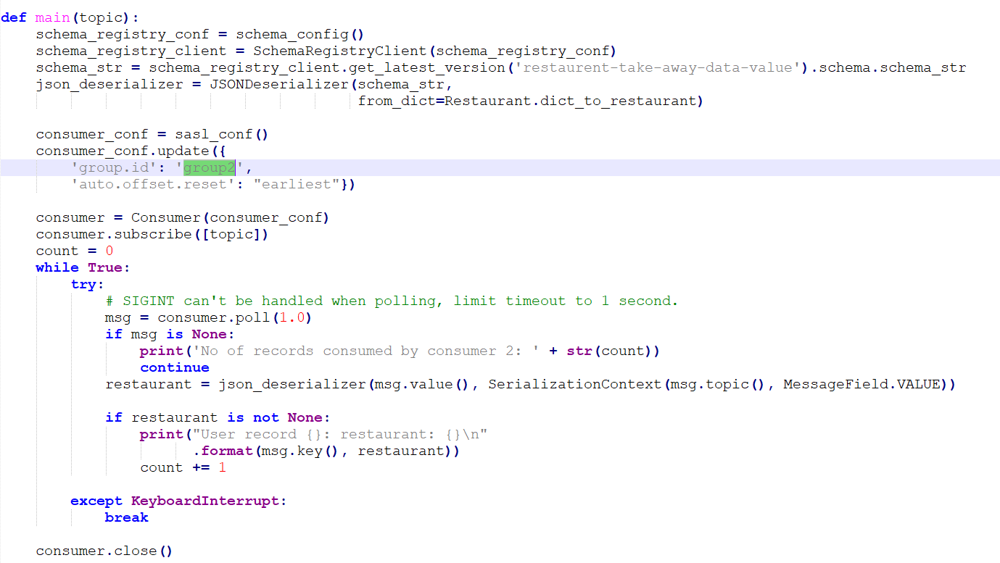 def main(topic):
    schema_registry_conf = schema_config()
    schema_registry_client = SchemaRegistryClient(schema_registry_conf)
    schema_str = schema_registry_client.get_latest_version('restaurent-take-away-data-value').schema.schema_str
    json_deserializer = JSONDeserializer(schema_str,
                                         from_dict=Restaurant.dict_to_restaurant)

    consumer_conf = sasl_conf()
    consumer_conf.update({
        'group.id': 'group2',
        'auto.offset.reset': "earliest"})

    consumer = Consumer(consumer_conf)
    consumer.subscribe([topic])
    count = 0
    while True:
        try:
            # SIGINT can't be handled when polling, limit timeout to 1 second.
            msg = consumer.poll(1.0)
            if msg is None:
                print('No of records consumed by consumer 2: ' + str(count))
                continue
            restaurant = json_deserializer(msg.value(), SerializationContext(msg.topic(), MessageField.VALUE))

            if restaurant is not None:
                print("User record {}: restaurant: {}\n"
                      .format(msg.key(), restaurant))
                count += 1

        except KeyboardInterrupt:
            break

    consumer.close()